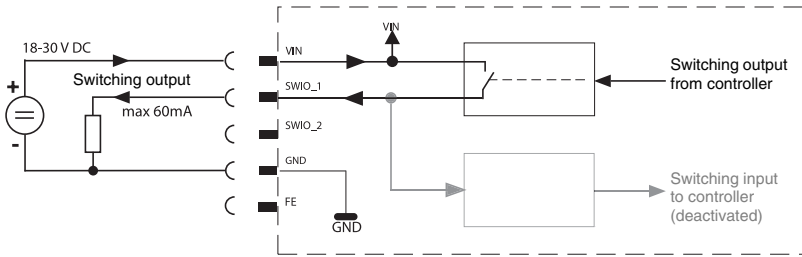 18-30 V DC
VIN
VIN
Switching output
from controller
Switching output
SWIO_1
max 60mA
+
-
SWIO_2
GND
Switching input
to controller
(deactivated)
FE
GND